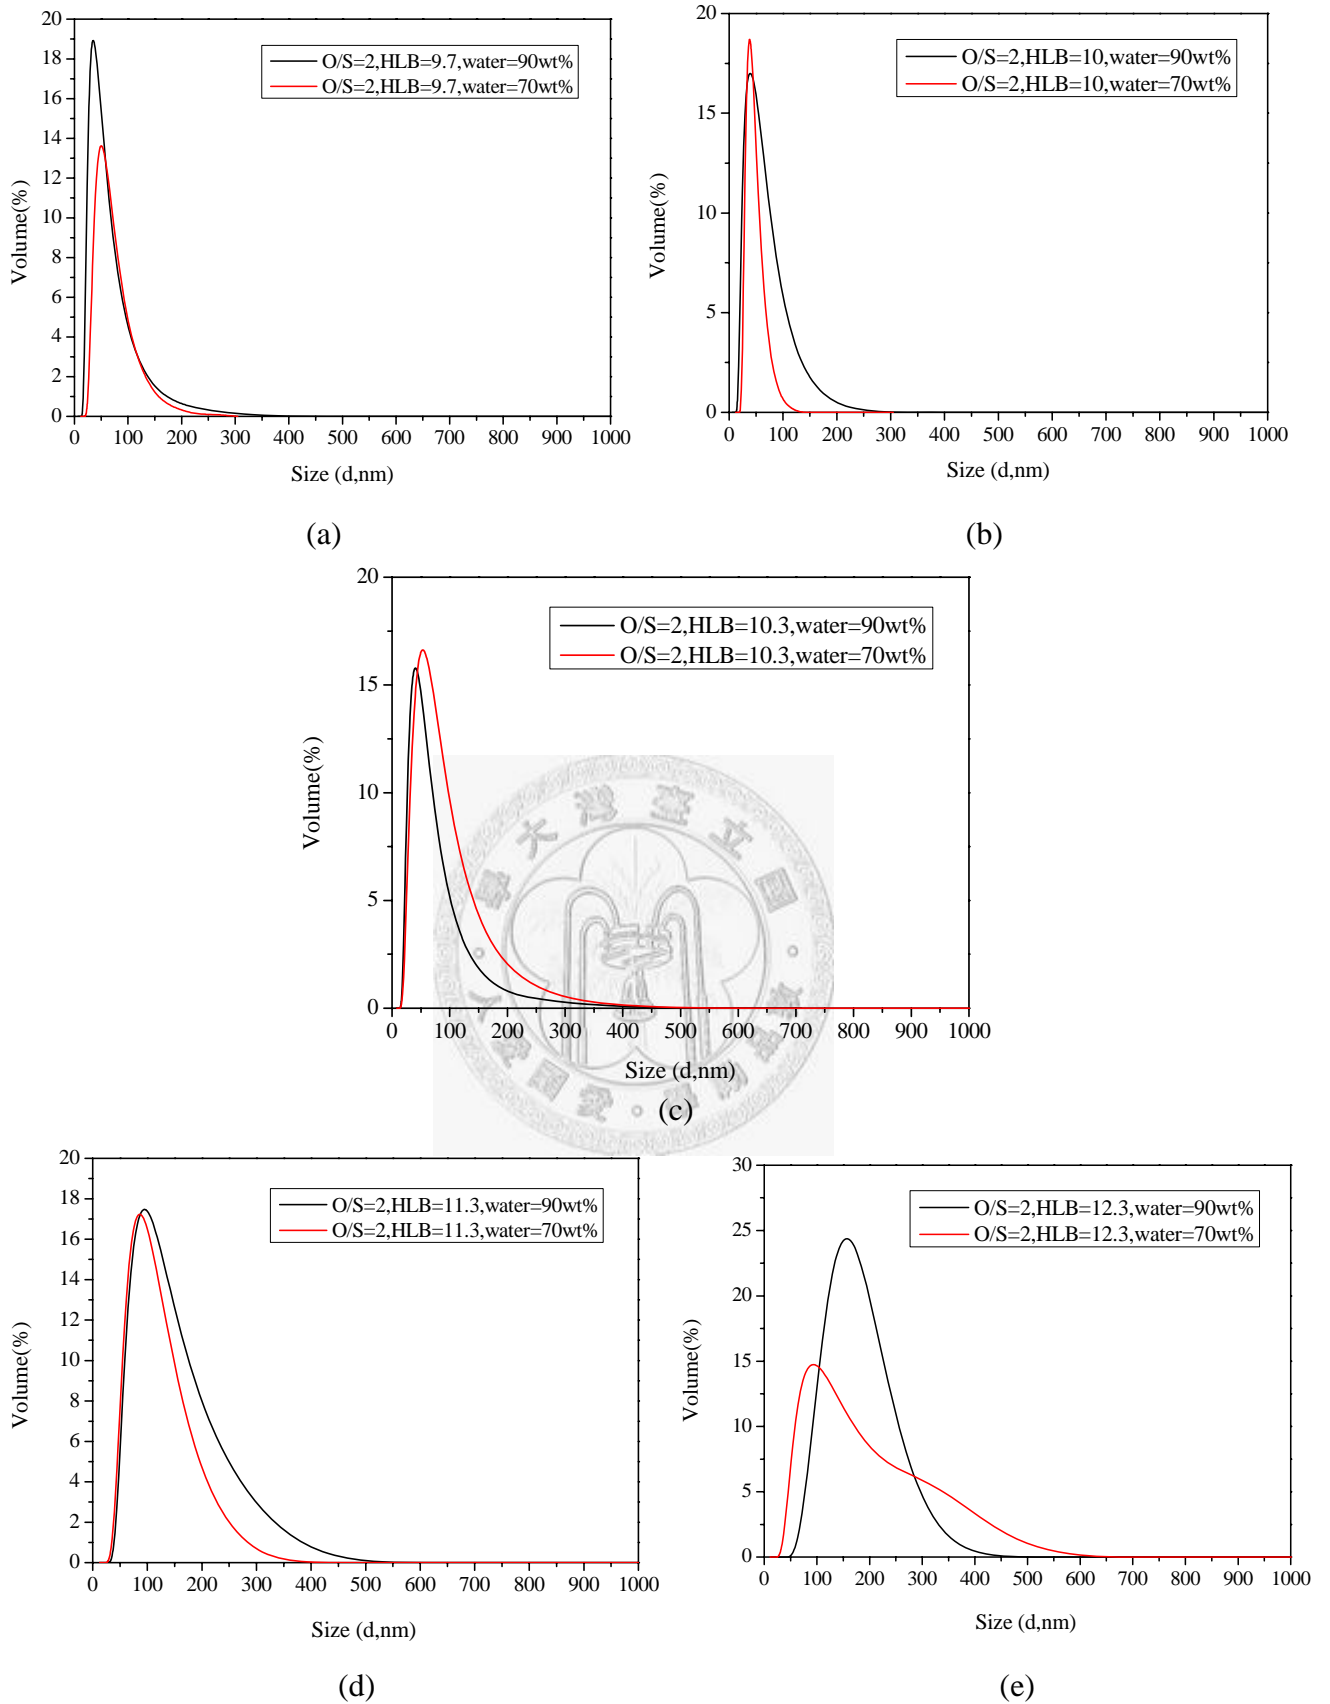 20
18
16
14
12
10
8
6
4
2
0
Volume(%)
O/S=2,HLB=9.7,water=90wt%
O/S=2,HLB=9.7,water=70wt%
0 100 200 300 400 500 600 700 800 900 1000
Size (d,nm)
(a)
20
15
10
5
0
Volume(%)
O/S=2,HLB=10,water=90wt%
O/S=2,HLB=10,water=70wt%
0 100 200 300 400 500 600 700 800 900 1000
Size (d,nm)
(b)
20
15
10
5
0
Volume(%)
O/S=2,HLB=10.3,water=90wt%
O/S=2,HLB=10.3,water=70wt%
0 100 200 300 400 500 600 700 800 900 1000
Size (d,nm)
(c)
20
18
16
14
12
10
8
6
4
2
0
Volume(%)
O/S=2,HLB=11.3,water=90wt%
O/S=2,HLB=11.3,water=70wt%
0 100 200 300 400 500 600 700 800 900 1000
Size (d,nm)
(d)
30
25
20
15
10
5
0
Volume(%)
O/S=2,HLB=12.3,water=90wt%
O/S=2,HLB=12.3,water=70wt%
0 100 200 300 400 500 600 700 800 900 1000
Size (d,nm)
(e)